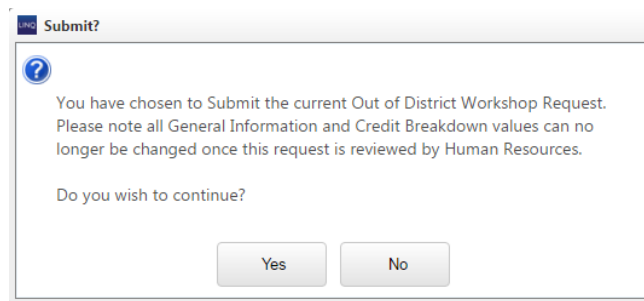 LINQ Submit?
?
You have chosen to Submit the current Out of District Workshop Request.
Please note all General Information and Credit Breakdown values can no
longer be changed once this request is reviewed by Human Resources.
Do you wish to continue?
Yes No